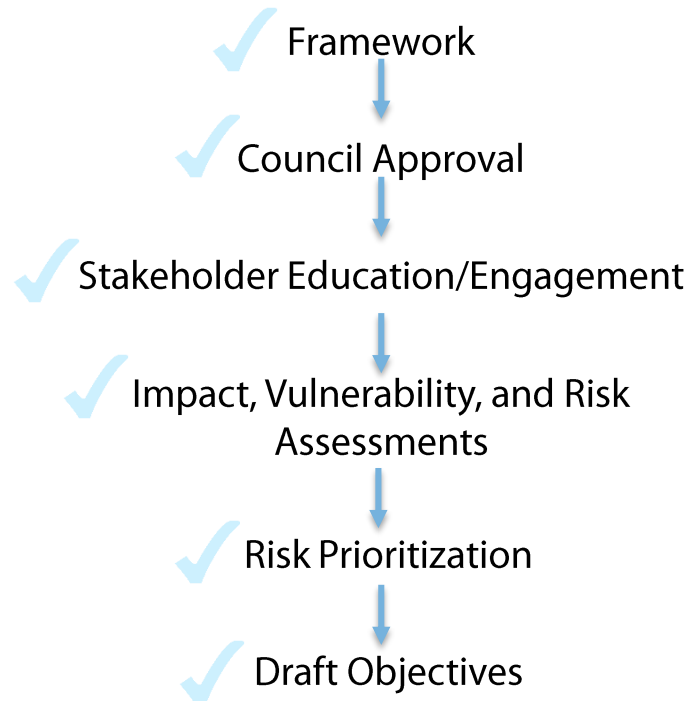 Framework
Council Approval
Stakeholder Education/Engagement
Impact, Vulnerability, and Risk
Assessments
Risk Prioritization
Draft Objectives